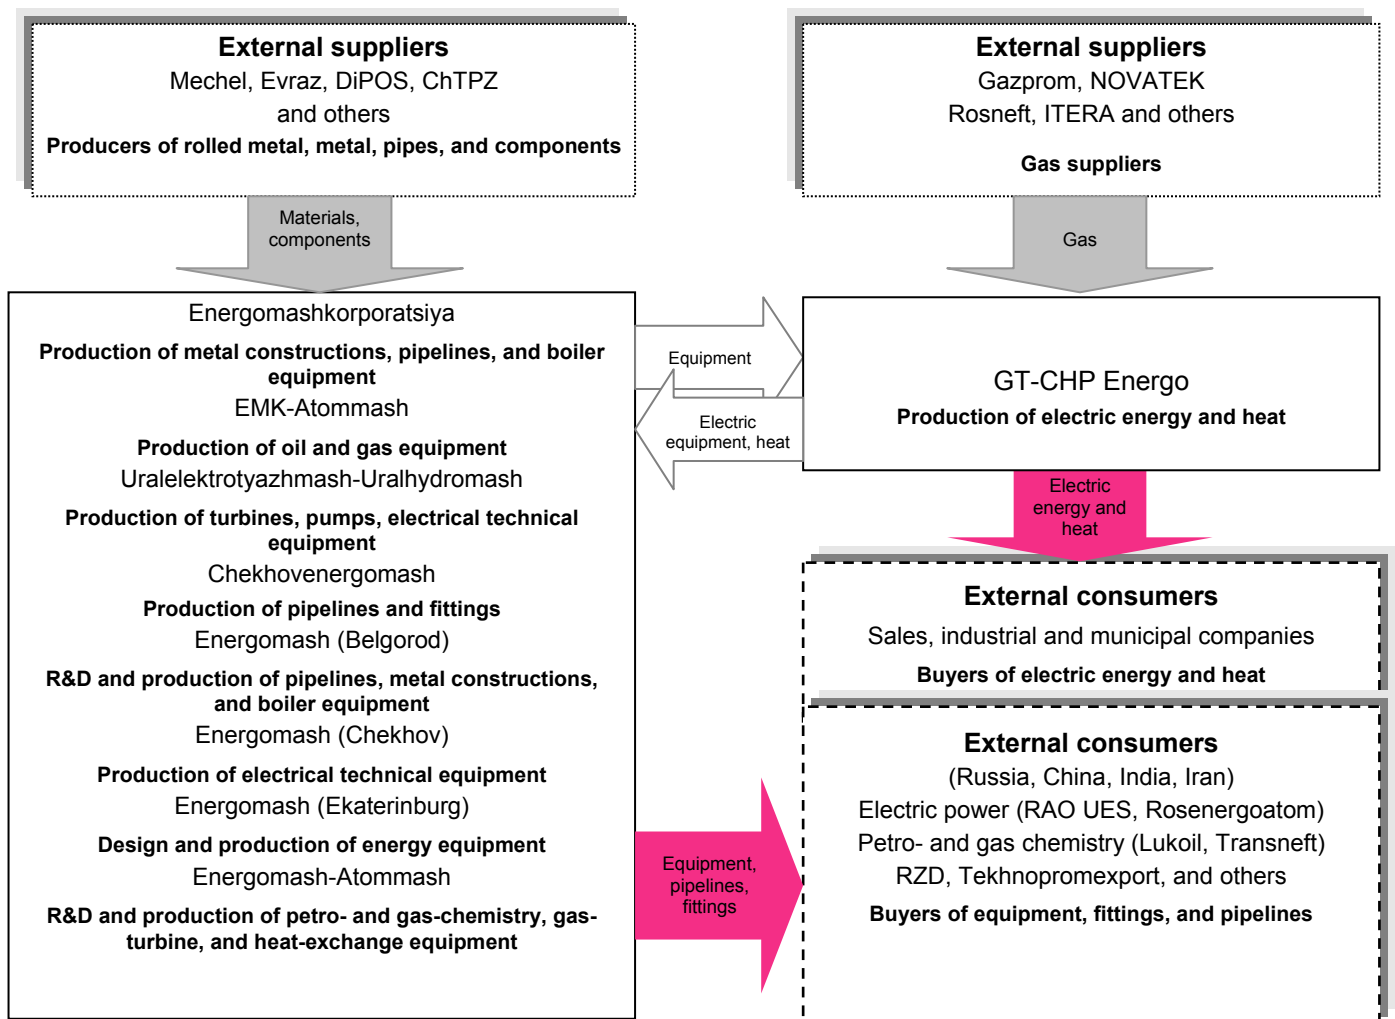 External suppliers
Mechel, Evraz, DiPOS, ChTPZ
and others
Producers of rolled metal, metal, pipes, and components
External suppliers
Gazprom, NOVATEK
Rosneft, ITERA and others
Gas suppliers
Materials,
components
Gas
Energomashkorporatsiya
Production of metal constructions, pipelines, and boiler
equipment
EMK-Atommash
Production of oil and gas equipment
Uralelektrotyazhmash-Uralhydromash
Production of turbines, pumps, electrical technical
equipment
Chekhovenergomash
Production of pipelines and fittings
Energomash (Belgorod)
R&D and production of pipelines, metal constructions,
and boiler equipment
Energomash (Chekhov)
Production of electrical technical equipment
Energomash (Ekaterinburg)
Design and production of energy equipment
Energomash-Atommash
R&D and production of petro- and gas-chemistry, gas-
turbine, and heat-exchange equipment
Equipment
Electric
equipment, heat
GT-CHP Energo
Production of electric energy and heat
Electric
energy and
heat
External consumers
Sales, industrial and municipal companies
Buyers of electric energy and heat
Equipment,
pipelines,
fittings
External consumers
(Russia, China, India, Iran)
Electric power (RAO UES, Rosenergoatom)
Petro- and gas chemistry (Lukoil, Transneft)
RZD, Tekhnopromexport, and others
Buyers of equipment, fittings, and pipelines